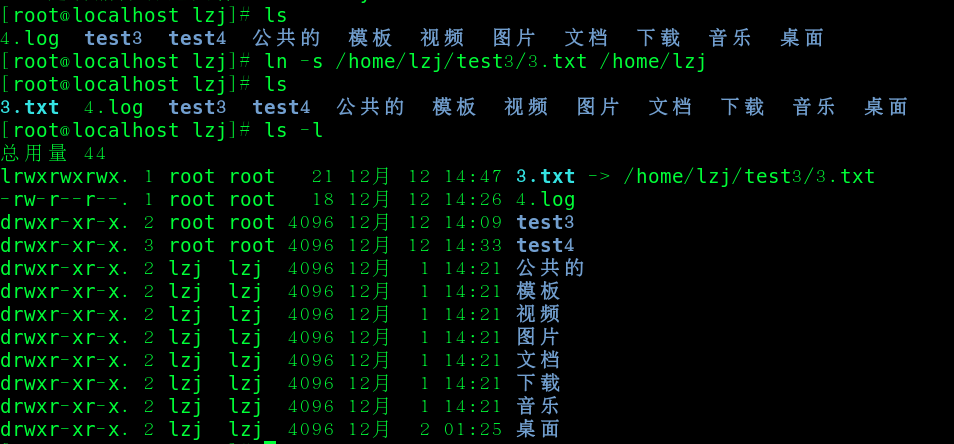 [root@localhost lzj]# ls
4.log  test3  test4  公共的  模板  视频  图片  文档  下载  音乐  桌面
[root@localhost lzj]# ln -s /home/lzj/test3/3.txt /home/lzj
[root@localhost lzj]# ls
3.txt  4.log  test3  test4  公共的  模板  视频  图片  文档  下载  音乐  桌面
[root@localhost lzj]# ls -l
总用量 44
lrwxrwxrwx. 1 root root   21 12月  12 14:47 3.txt -> /home/lzj/test3/3.txt
-rw-r--r--. 1 root root   18 12月  12 14:26 4.log
drwxr-xr-x. 2 root root 4096 12月  12 14:09 test3
drwxr-xr-x. 3 root root 4096 12月  12 14:33 test4
drwxr-xr-x. 2 lzj  lzj  4096 12月   1 14:21 公共的
drwxr-xr-x. 2 lzj  lzj  4096 12月   1 14:21 模板
drwxr-xr-x. 2 lzj  lzj  4096 12月   1 14:21 视频
drwxr-xr-x. 2 lzj  lzj  4096 12月   1 14:21 图片
drwxr-xr-x. 2 lzj  lzj  4096 12月   1 14:21 文档
drwxr-xr-x. 2 lzj  lzj  4096 12月   1 14:21 下载
drwxr-xr-x. 2 lzj  lzj  4096 12月   1 14:21 音乐
drwxr-xr-x. 2 lzj  lzj  4096 12月   2 01:25 桌面